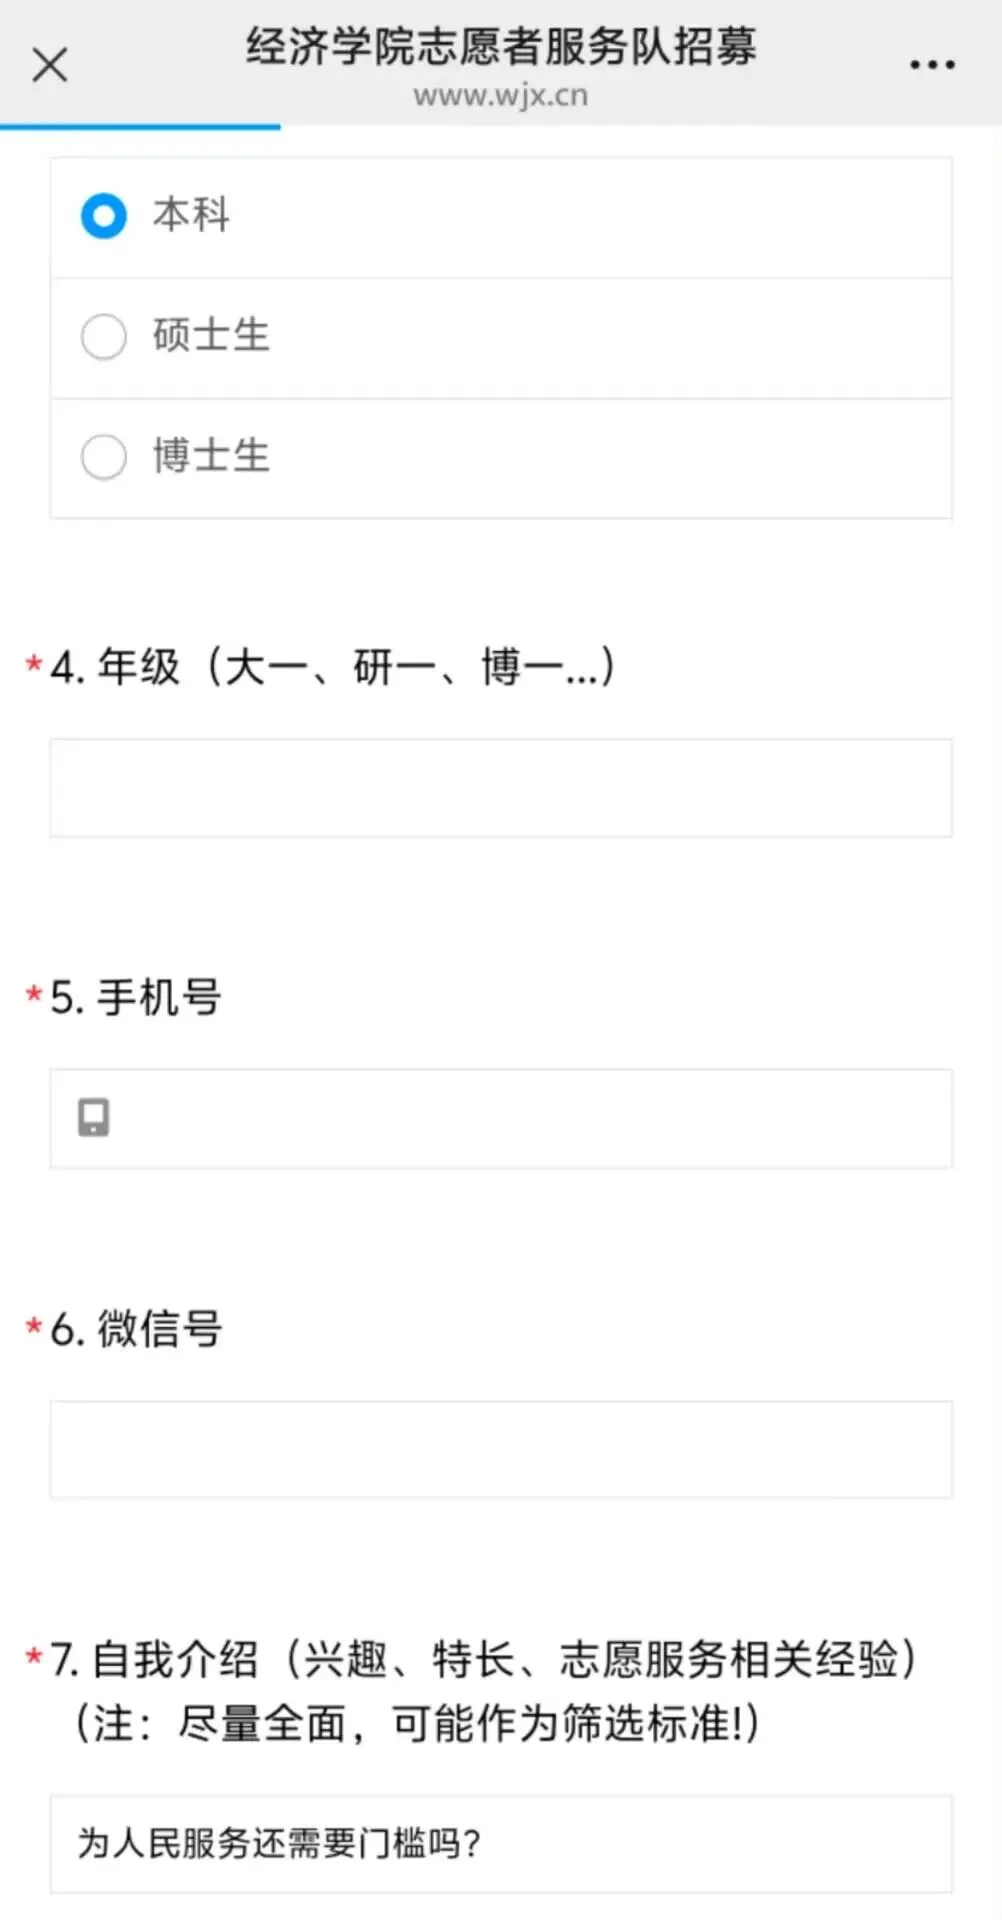 经济学院志愿者服务队招募
www.wjx.cn
本科
硕士生
博士生
*4. 年级（大一、研一、博一...）
*5. 手机号
*6. 微信号
*7. 自我介绍（兴趣、特长、志愿服务相关经验）
（注：尽量全面，可能作为筛选标准!）
为人民服务还需要门槛吗？